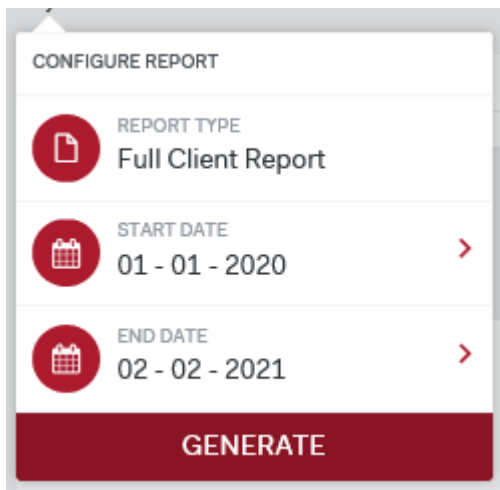 CONFIGURE REPORT
REPORT TYPE
Full Client Report
START DATE
01 - 01 - 2020
END DATE
02 - 02 - 2021
GENERATE